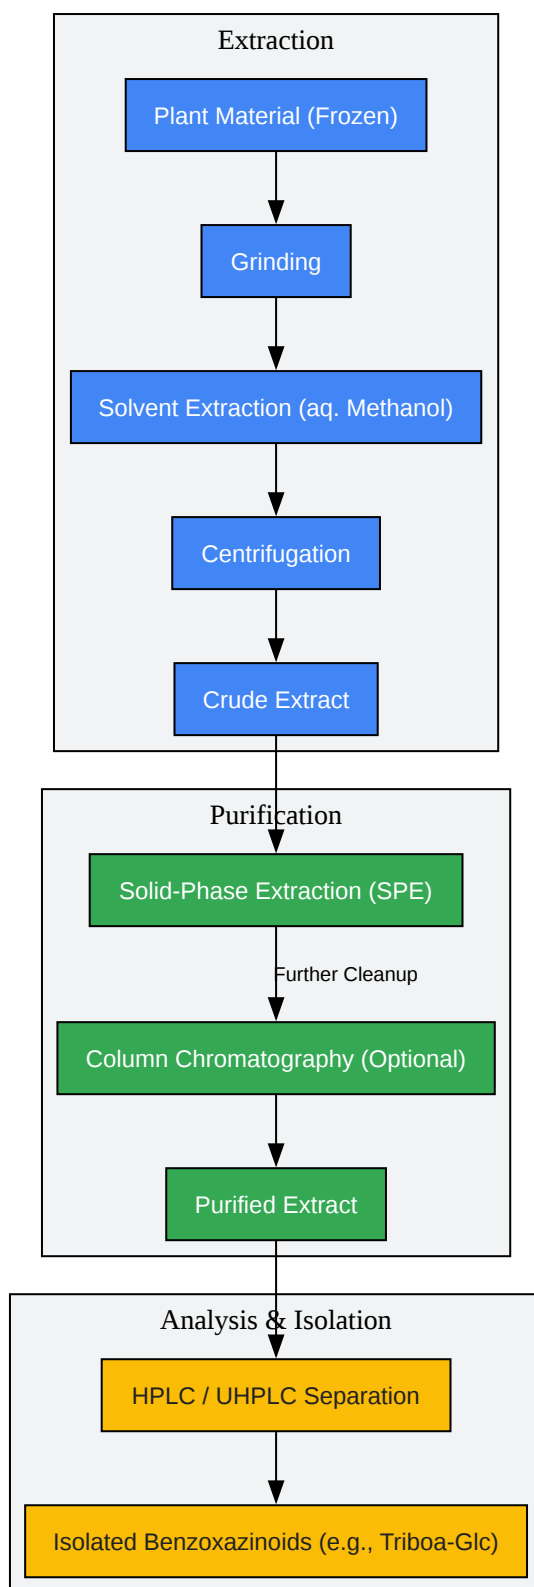 Extraction
Plant Material (Frozen)
Grinding
Solvent Extraction (aq. Methanol)
Centrifugation
Crude Extract
Purification
Solid-Phase Extraction (SPE)
Further Cleanup
Column Chromatography (Optional)
Purified Extract
Analysis & Isolation
HPLC / UHPLC Separation
Isolated Benzoxazinoids (e.g., Triboa-Glc)